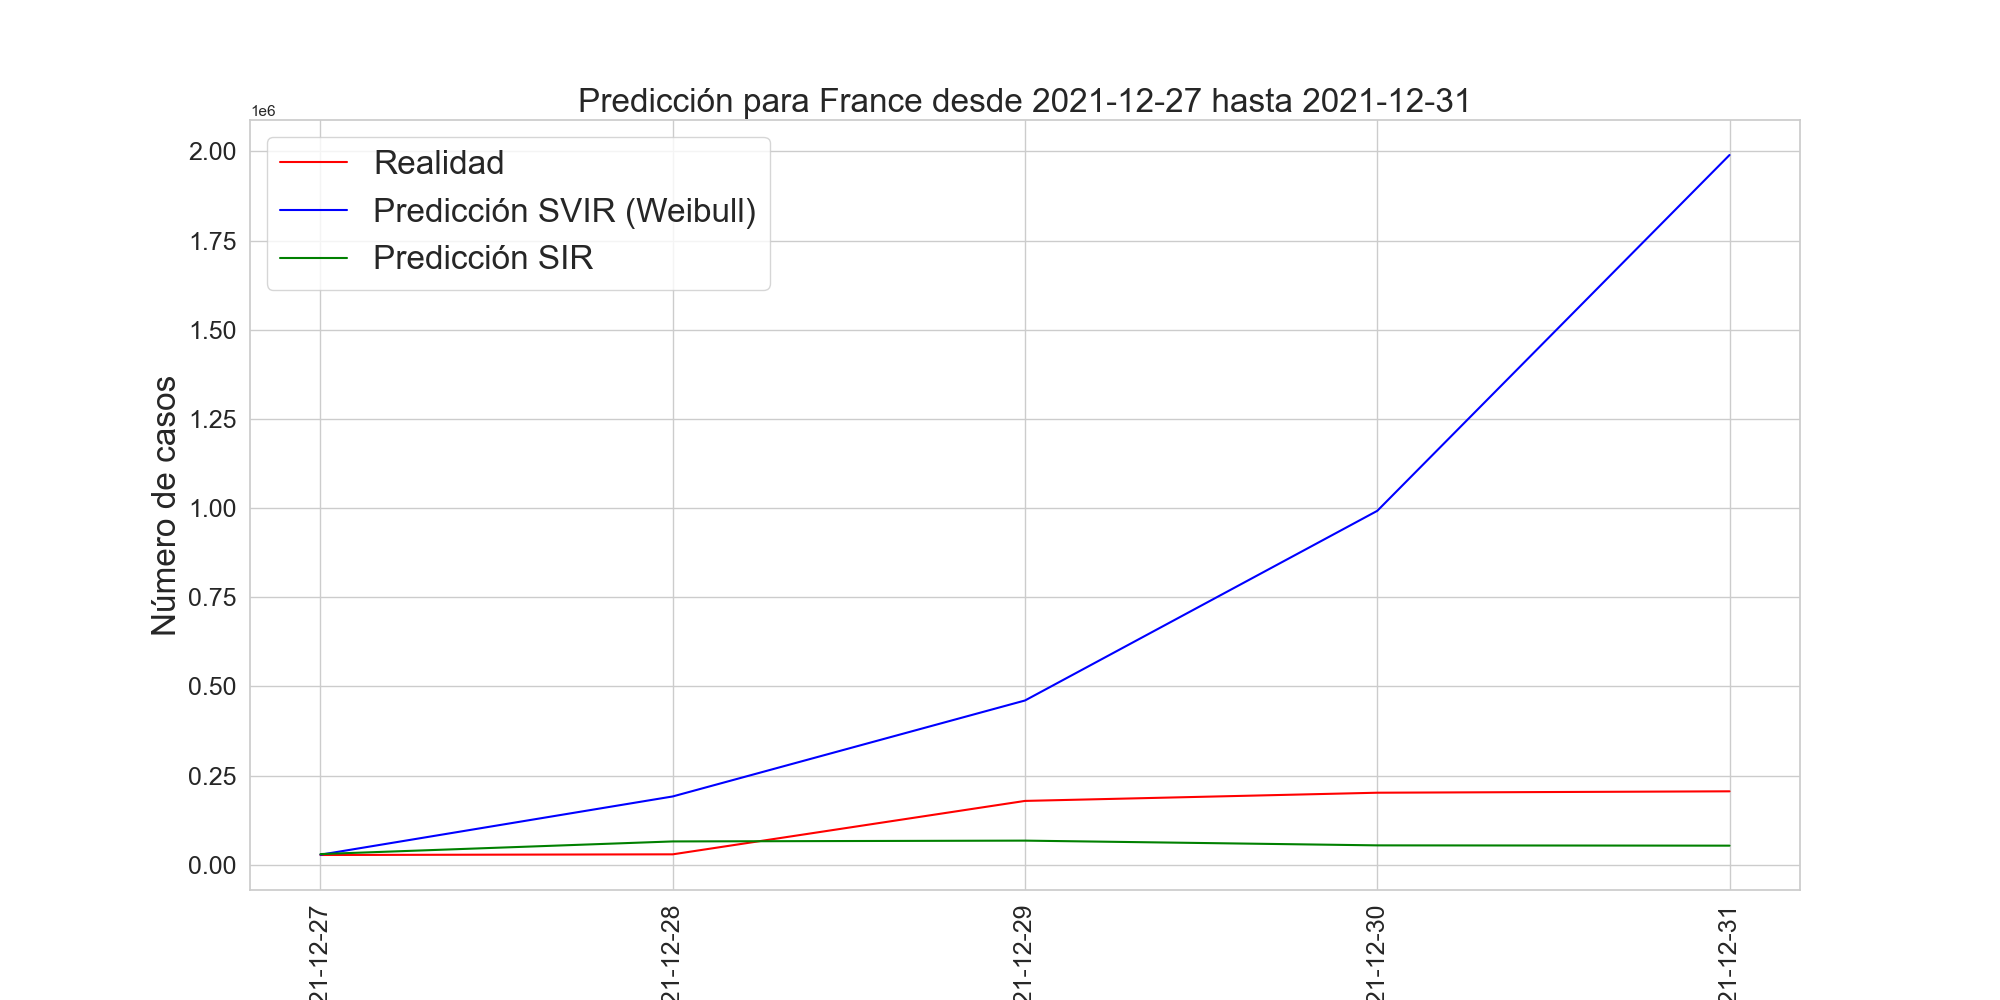 Predicción para France desde 2021-12-27 hasta 2021-12-31
1e6
2.00
1.75
1.50
1.25
1.00
0.75
0.50
0.25
0.00
Número de casos
Realidad
Predicción SVIR (Weibull)
Predicción SIR
21-12-27
21-12-28
21-12-29
21-12-30
21-12-31